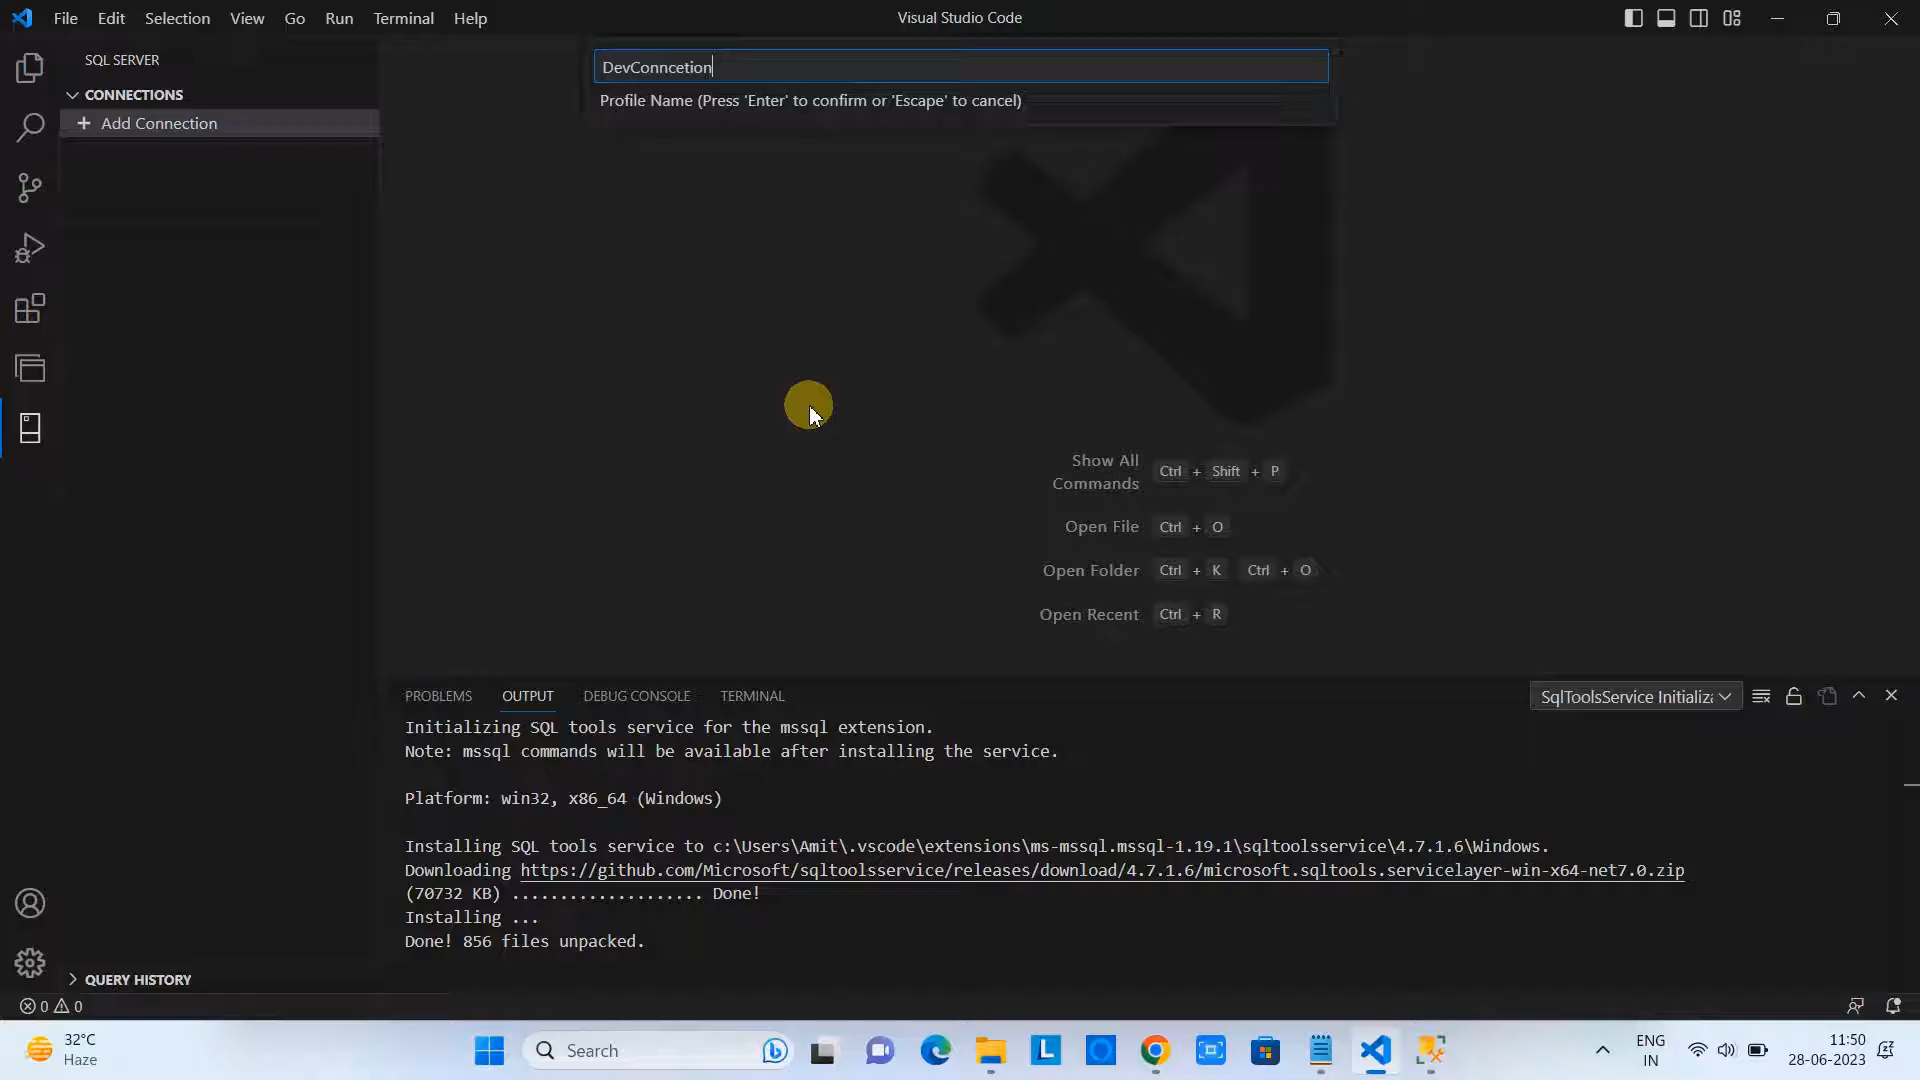 File Edit Selection View Go Run Terminal Help
Visual Studio Code
SQL SERVER
CONNECTIONS
Add Connection
DevConncetion
Profile Name (Press 'Enter' to confirm or 'Escape' to cancel)
Show All Commands Ctrl + Shift + P
Open File Ctrl + O
Open Folder Ctrl + K Ctrl + O
Open Recent Ctrl + R
PROBLEMS OUTPUT DEBUG CONSOLE TERMINAL
SqlToolsService Initializ
Initializing SQL tools service for the mssql extension.
Note: mssql commands will be available after installing the service.
Platform: win32, x86_64 (Windows)
Installing SQL tools service to c:\Users\Amit\.vscode\extensions\ms-mssql.mssql-1.19.1\sqltoolsservice\4.7.1.6\Windows.
Downloading https://github.com/Microsoft/sqltoolsservice/releases/download/4.7.1.6/microsoft.sqltools.servicelayer-win-x64-net7.0.zip
(70732 KB) .................... Done!
Installing ...
Done! 856 files unpacked.
QUERY HISTORY
0 0
32°C
Haze
Search
ENG
IN
11:50
28-06-2023